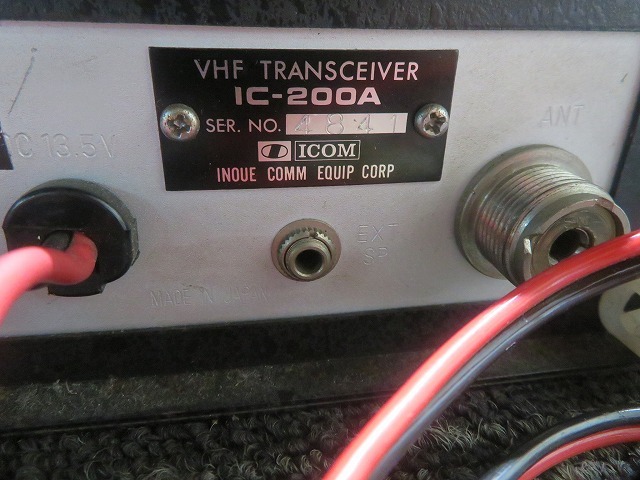 VHF TRANSCEIVER
IC-200A
SER. NO. 4841
ICOM
INOUE COMM EQUIP CORP
ANT
DC 13.5V
EXT
SP
MADE IN JAPAN